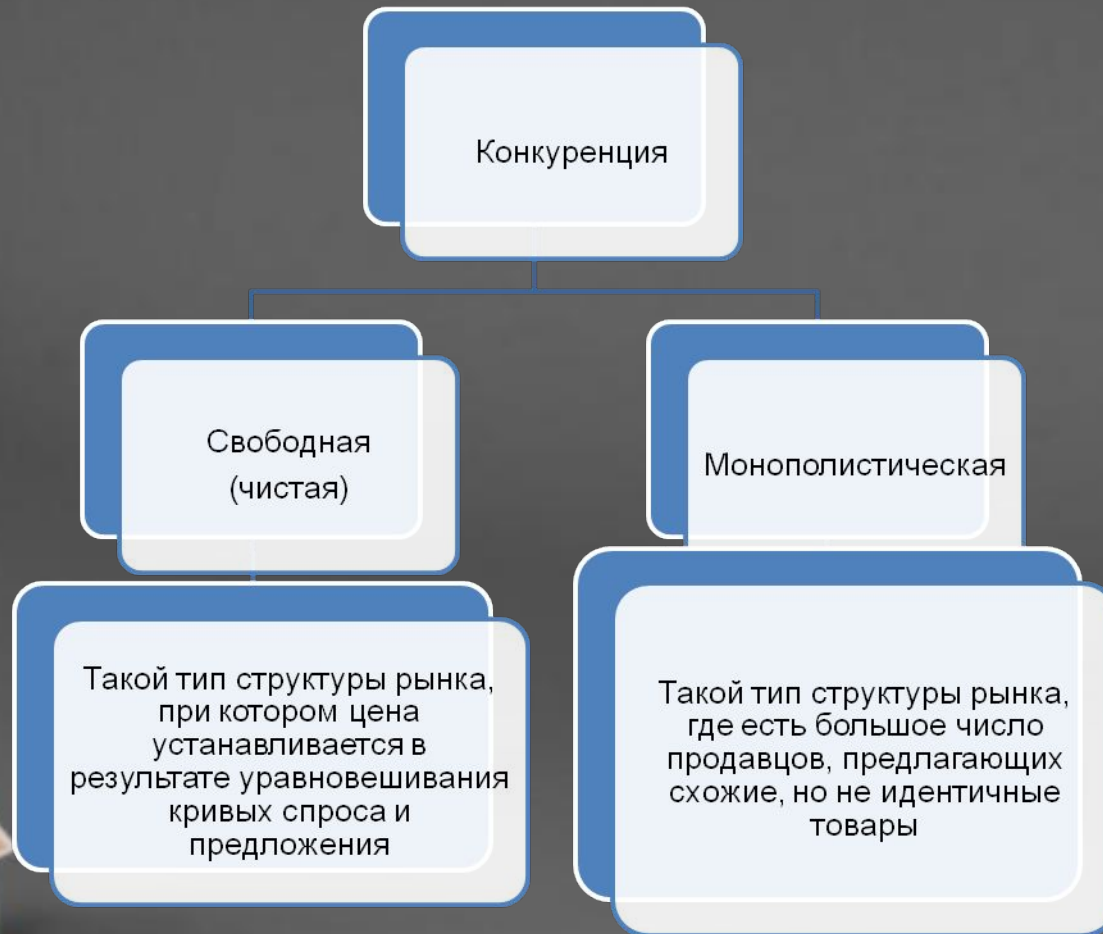 Конкуренция
Свободная
(чистая)
Монополистическая
Такой тип структуры рынка,
при котором цена
устанавливается в
результате уравновешивания
кривых спроса и
предложения
Такой тип структуры рынка,
где есть большое число
продавцов, предлагающих
схожие, но не идентичные
товары